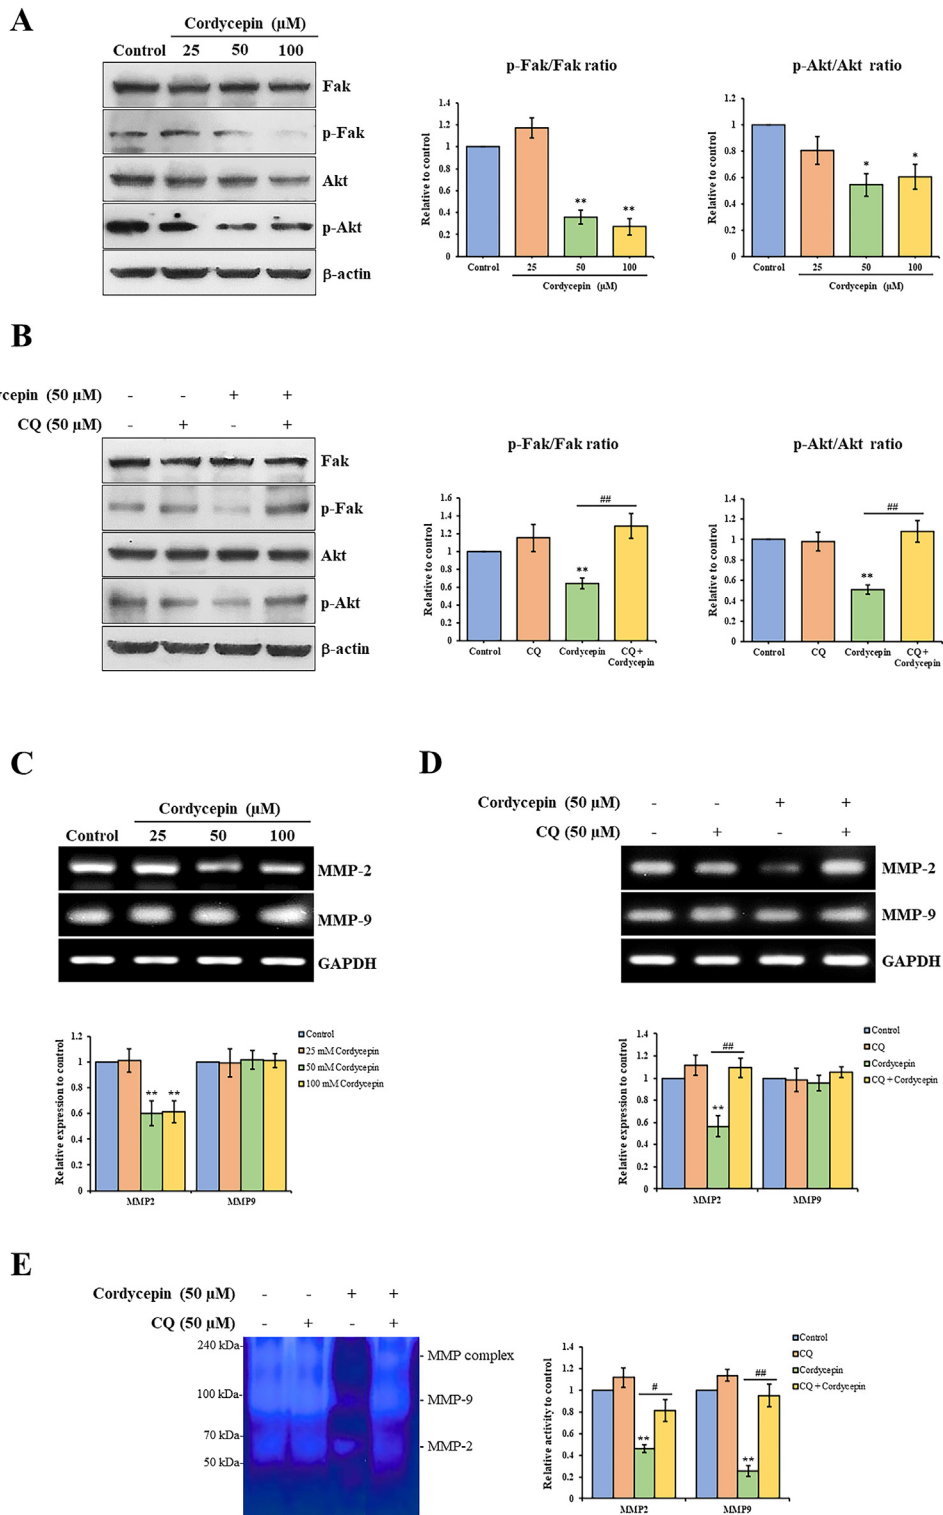 A
Cordycepin (µM)
Control 25 50 100
Fak
p-Fak
Akt
p-Akt
β-actin
p-Fak/Fak ratio
Relative to control
1.4
1.2
1
0.8
0.6
0.4
0.2
0
** **
Control 25 50 100
Cordycepin (µM)
p-Akt/Akt ratio
Relative to control
1.2
1
0.8
0.6
0.4
0.2
0
* *
Control 25 50 100
Cordycepin (µM)
B
ycepin (50 µM) - - + +
CQ (50 µM) - + - +
Fak
p-Fak
Akt
p-Akt
β-actin
p-Fak/Fak ratio
Relative to control
1.6
1.4
1.2
1
0.8
0.6
0.4
0.2
0
##
**
Control CQ Cordycepin CQ +
Cordycepin
p-Akt/Akt ratio
Relative to control
1.4
1.2
1
0.8
0.6
0.4
0.2
0
##
**
Control CQ Cordycepin CQ +
Cordycepin
C
Cordycepin (µM)
Control 25 50 100
MMP-2
MMP-9
GAPDH
Relative expression to control
1.2
1
0.8
0.6
0.4
0.2
0
** **
MMP2 MMP9
Control
25 mM Cordycepin
50 mM Cordycepin
100 mM Cordycepin
D
Cordycepin (50 µM) - - + +
CQ (50 µM) - + - +
MMP-2
MMP-9
GAPDH
Relative expression to control
1.4
1.2
1
0.8
0.6
0.4
0.2
0
##
**
MMP2 MMP9
Control
CQ
Cordycepin
CQ + Cordycepin
E
Cordycepin (50 µM) - - + +
CQ (50 µM) - + - +
240 kDa-
100 kDa-
70 kDa-
50 kDa-
- MMP complex
- MMP-9
- MMP-2
Relative activity to control
1.4
1.2
1
0.8
0.6
0.4
0.2
0
# ##
** **
MMP2 MMP9
Control
CQ
Cordycepin
CQ + Cordycepin